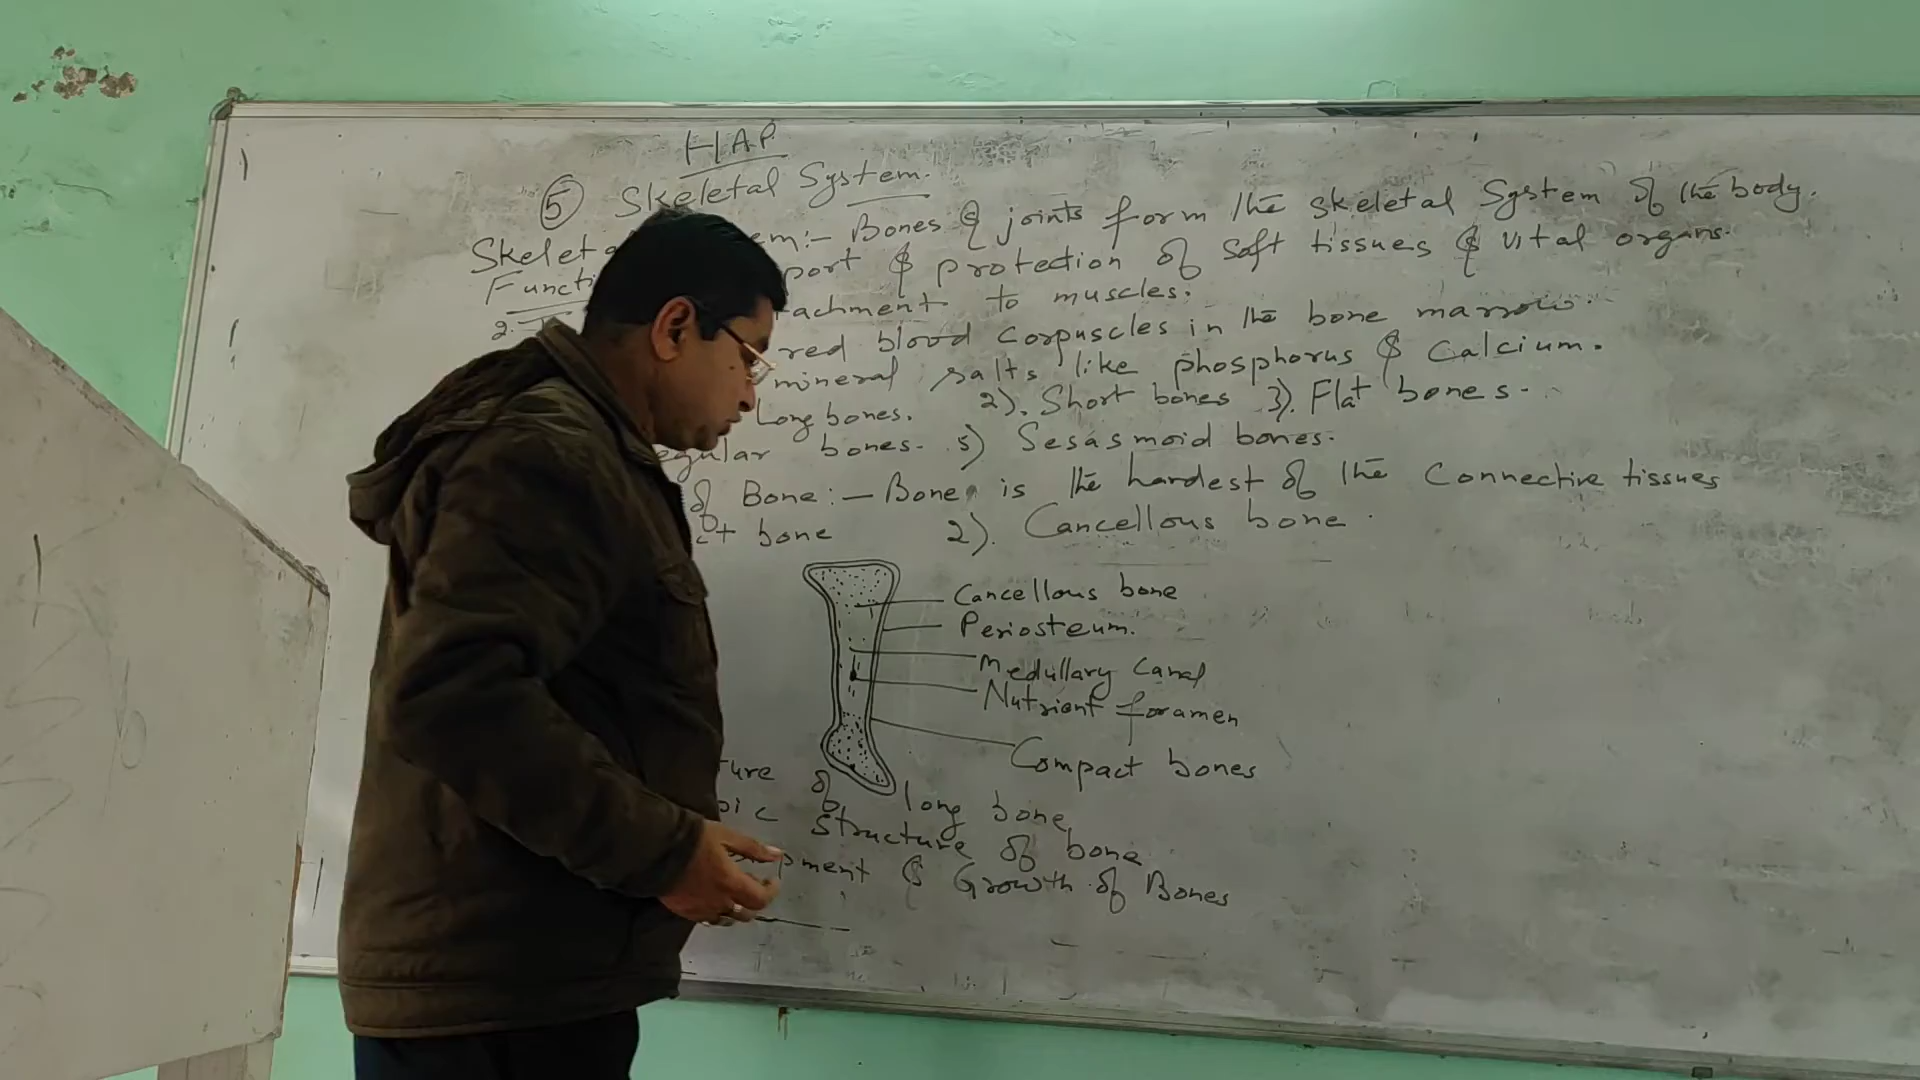 HAP
5 Skeletal System.
Skelet em:- Bones & joints form the skeletal System of the body.
Functi port & protection of soft tissues & vital organs.
2. tachment to muscles.
red blood corpuscles in the bone marrow.
mineral salts like phosphorus & Calcium.
Long bones. 2). Short bones 3). Flat bones.
egular bones. 5) Sesasmoid bones.
of Bone:- Bone is the hardest of the Connective tissues
ct bone 2). Cancellous bone.
Cancellous bone
Periosteum.
Medullary Canal
Nutrient foramen
Compact bones
ture of long bone
pic structure of bone
opment & Growth of Bones